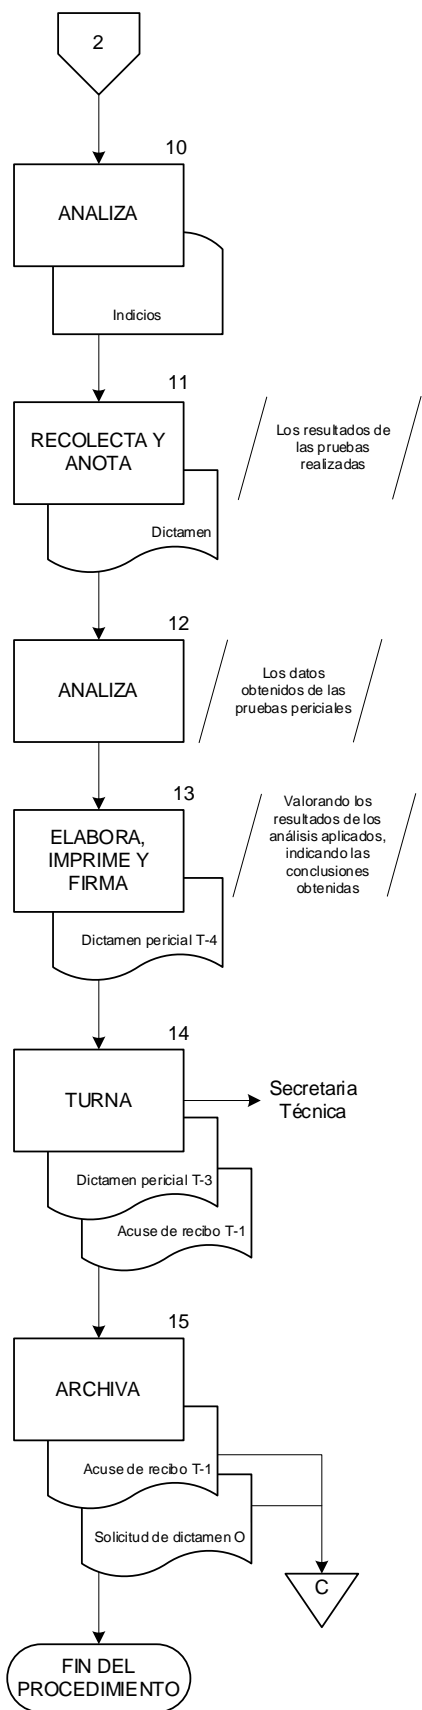 2
10
ANALIZA
Indicios
11
RECOLECTA Y
ANOTA
Los resultados de
las pruebas
realizadas
Dictamen
12
ANALIZA
Los datos
obtenidos de las
pruebas periciales
13
ELABORA,
IMPRIME Y
FIRMA
Valorando los
resultados de los
análisis aplicados,
indicando las
conclusiones
obtenidas
Dictamen pericial T-4
14
TURNA
Secretaria
Técnica
Dictamen pericial T-3
Acuse de recibo T-1
15
ARCHIVA
Acuse de recibo T-1
Solicitud de dictamen O
C
FIN DEL
PROCEDIMIENTO